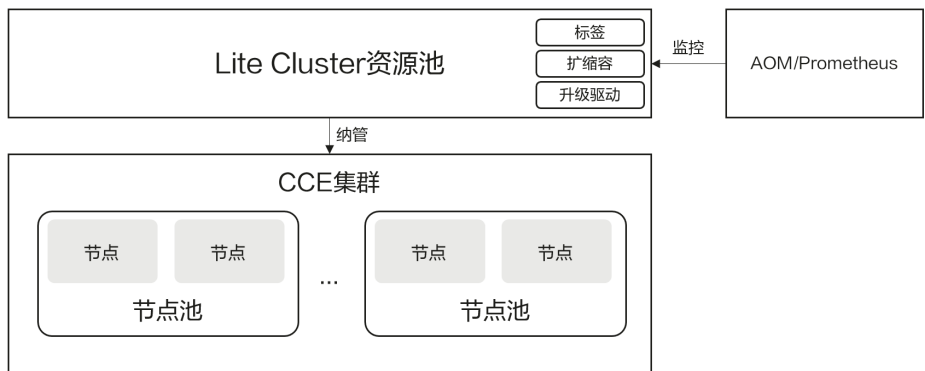 Lite Cluster资源池
标签
扩缩容
升级驱动
监控
AOM/Prometheus
纳管
CCE集群
节点
节点
节点池
...
节点
节点
节点池